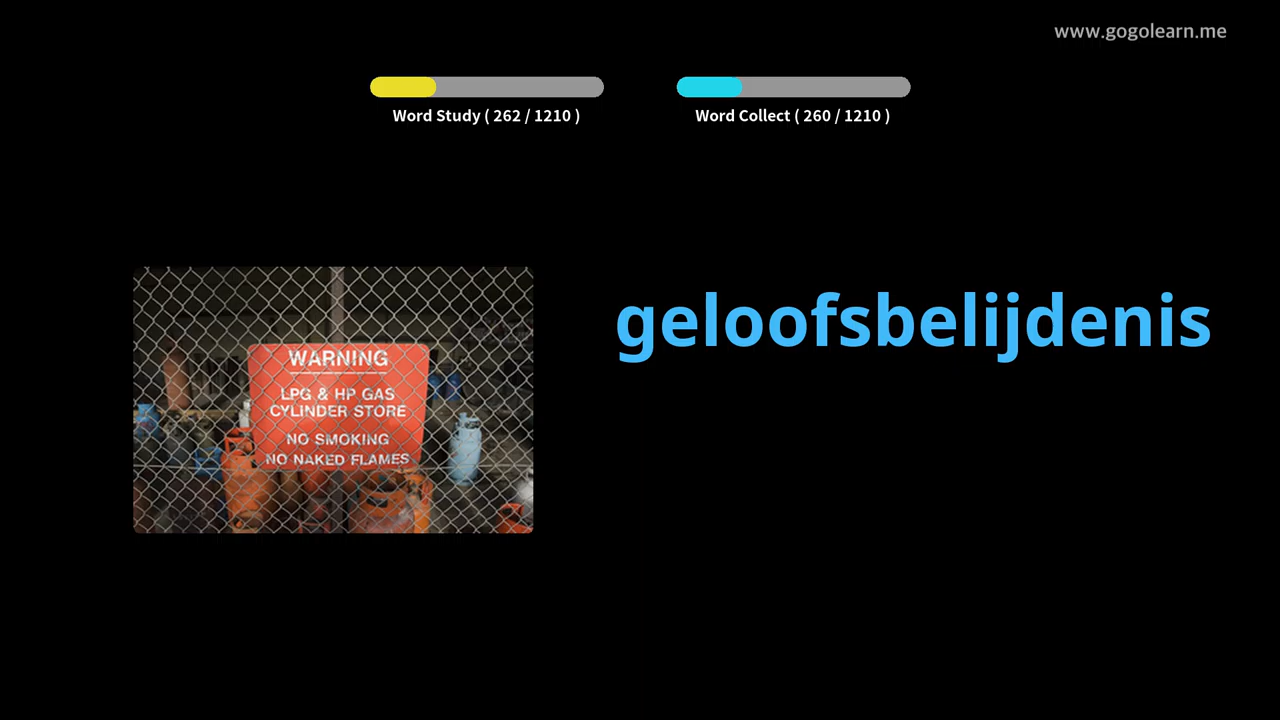 www.gogolearn.me
Word Study ( 262 / 1210 )
Word Collect ( 260 / 1210 )
geloofsbelijdenis
WARNING
LPG & HP GAS
CYLINDER STORE
NO SMOKING
NO NAKED FLAMES